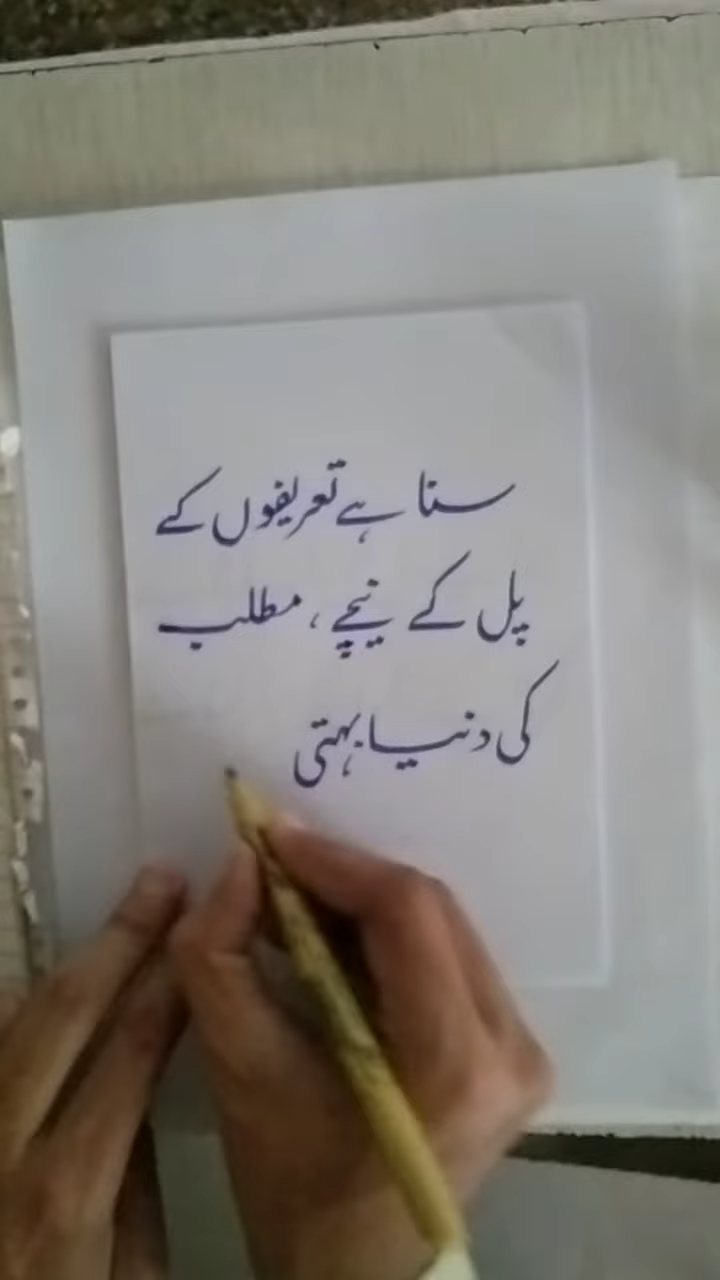 سنا ہے تعریفوں کے
پل کے نیچے ، مطلب
کی دنیا بہتی